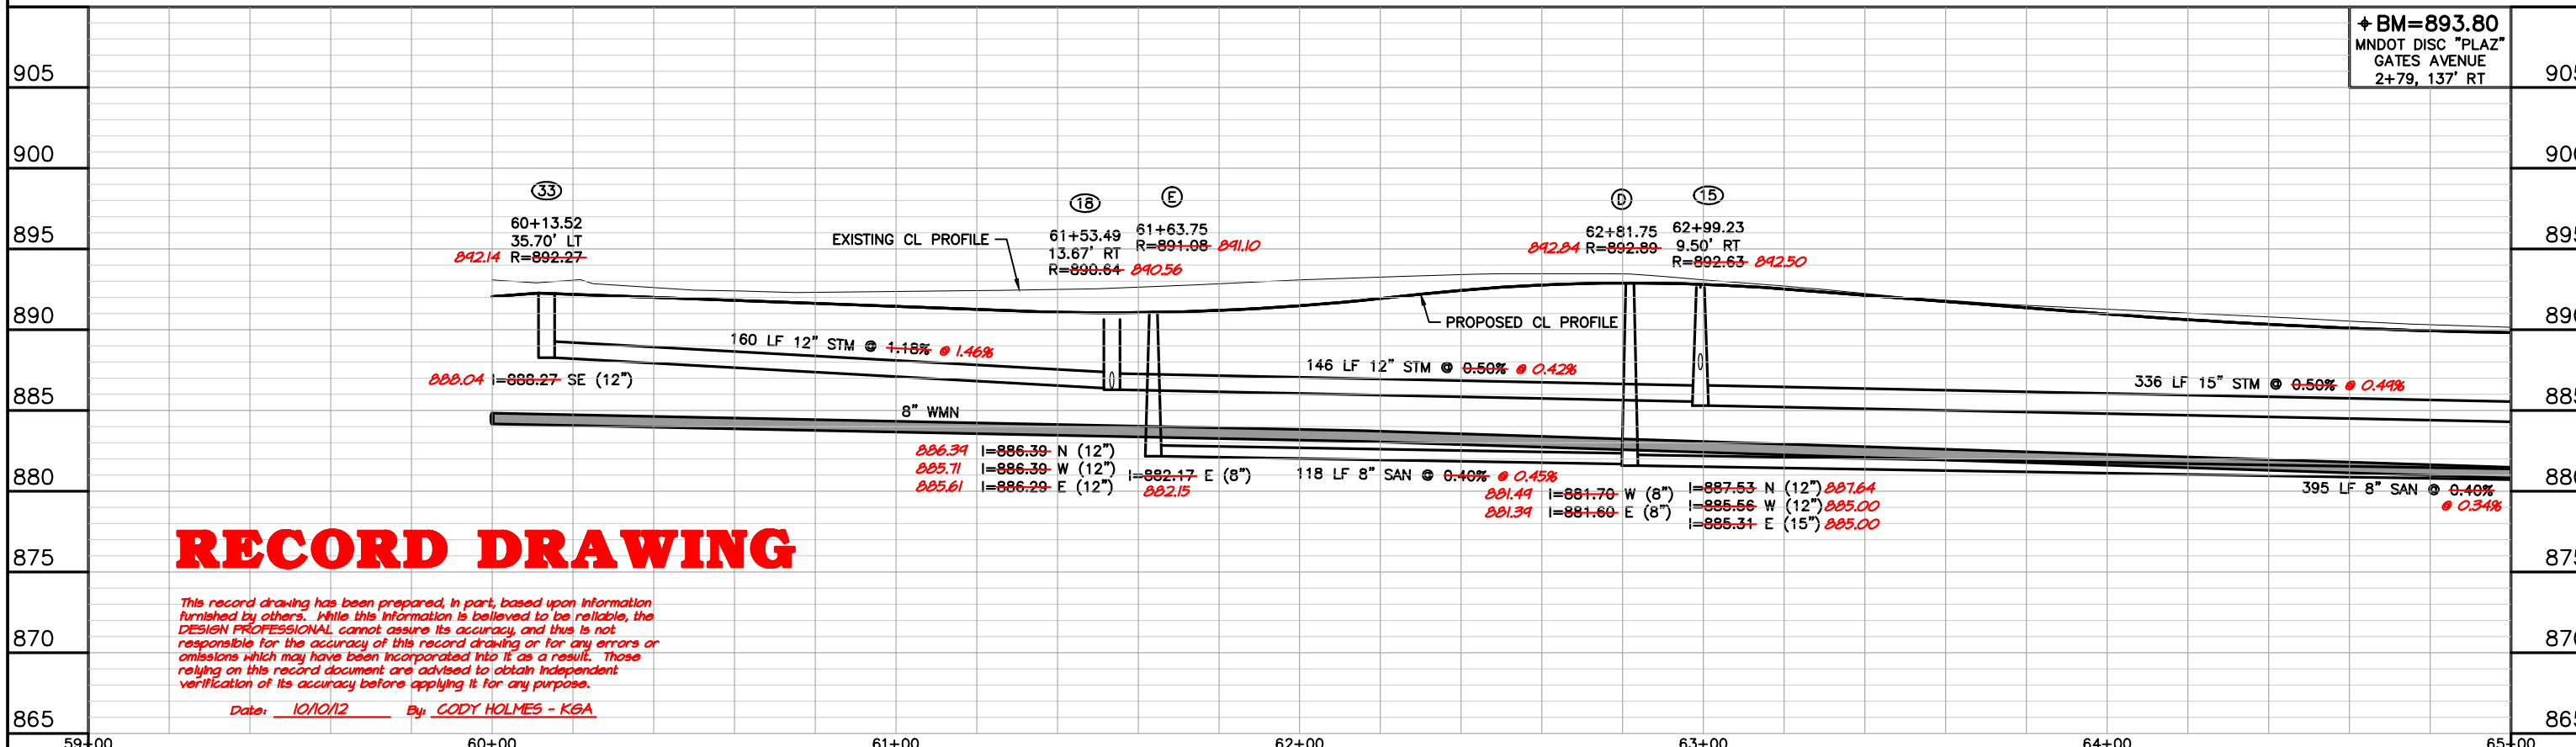 +BM=893.80
MNDOT DISC "PLAZ"
GATES AVENUE
2+79, 137' RT
905
900
895
890
885
880
875
870
865
33
60+13.52
35.70' LT
892.14 R=892.27
EXISTING CL PROFILE
18
61+53.49
13.67' RT
R=890.64 890.56
E
61+63.75
R=891.08 891.10
D
62+81.75
892.84 R=892.89
15
62+99.23
9.50' RT
R=892.63 892.50
PROPOSED CL PROFILE
160 LF 12" STM @ 1.18% @ 1.46%
146 LF 12" STM @ 0.50% @ 0.42%
336 LF 15" STM @ 0.50% @ 0.49%
888.04 I=888.27 SE (12")
8" WMN
886.39 I=886.39 N (12")
885.71 I=886.39 W (12")
885.61 I=886.29 E (12")
I=882.17 E (8")
882.15
118 LF 8" SAN @ 0.40% @ 0.45%
881.49 I=881.70 W (8")
881.39 I=881.60 E (8")
I=887.53 N (12") 887.64
I=885.56 W (12") 885.00
I=885.31 E (15") 885.00
395 LF 8" SAN @ 0.40%
@ 0.34%
RECORD DRAWING
This record drawing has been prepared, in part, based upon information
furnished by others. While this information is believed to be reliable, the
DESIGN PROFESSIONAL cannot assure its accuracy, and thus is not
responsible for the accuracy of this record drawing or for any errors or
omissions which may have been incorporated into it as a result. Those
relying on this record document are advised to obtain independent
verification of its accuracy before applying it for any purpose.
Date: 10/10/12 By: CODY HOLMES - KGA
59+00 60+00 61+00 62+00 63+00 64+00 65+00